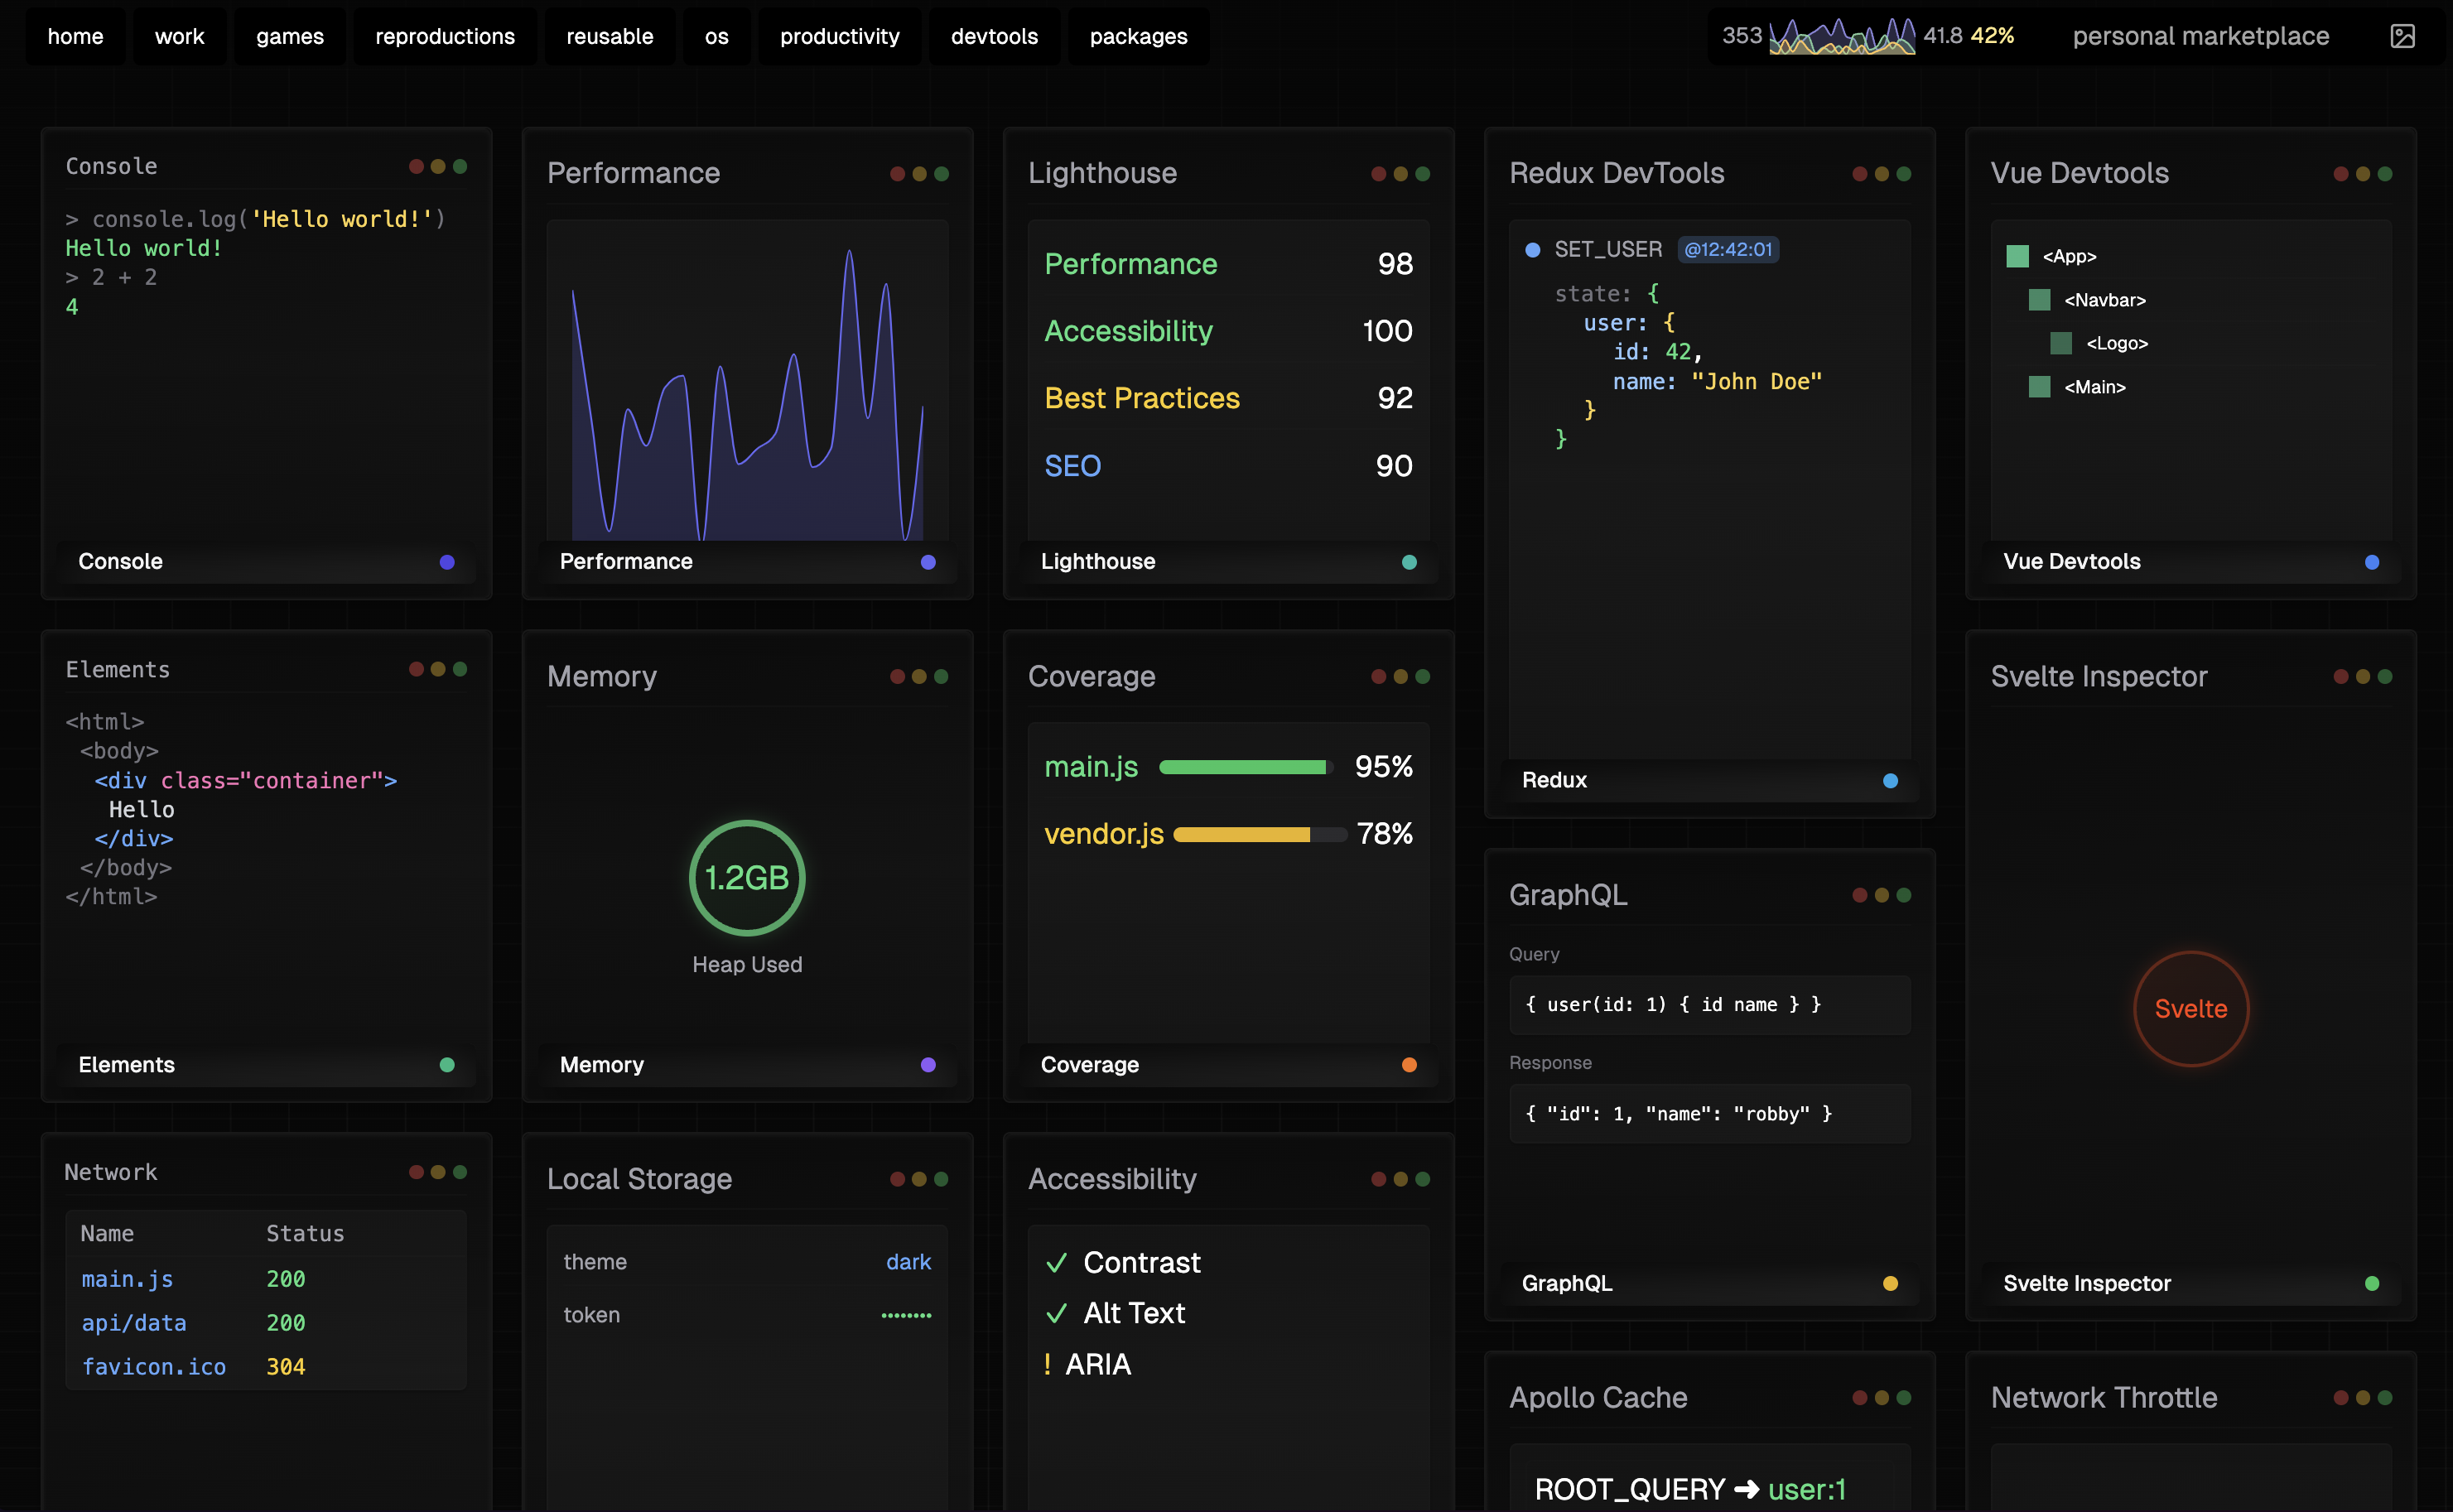 home work games reproductions reusable os productivity devtools packages
353 41.8 42% personal marketplace
Console
> console.log('Hello world!')
Hello world!
> 2 + 2
4
Console
Performance
Performance
Lighthouse
Performance 98
Accessibility 100
Best Practices 92
SEO 90
Lighthouse
Redux DevTools
SET_USER @12:42:01
state: {
user: {
id: 42,
name: "John Doe"
}
}
Redux
Vue Devtools
<App>
<Navbar>
<Logo>
<Main>
Vue Devtools
Elements
<html>
<body>
<div class="container">
Hello
</div>
</body>
</html>
Elements
Memory
1.2GB
Heap Used
Memory
Coverage
main.js 95%
vendor.js 78%
Coverage
GraphQL
Query
{ user(id: 1) { id name } }
Response
{ "id": 1, "name": "robby" }
GraphQL
Svelte Inspector
Svelte
Svelte Inspector
Network
Name Status
main.js 200
api/data 200
favicon.ico 304
Local Storage
theme dark
token ••••••••
Accessibility
✓ Contrast
✓ Alt Text
! ARIA
Apollo Cache
ROOT_QUERY ➜ user:1
Network Throttle